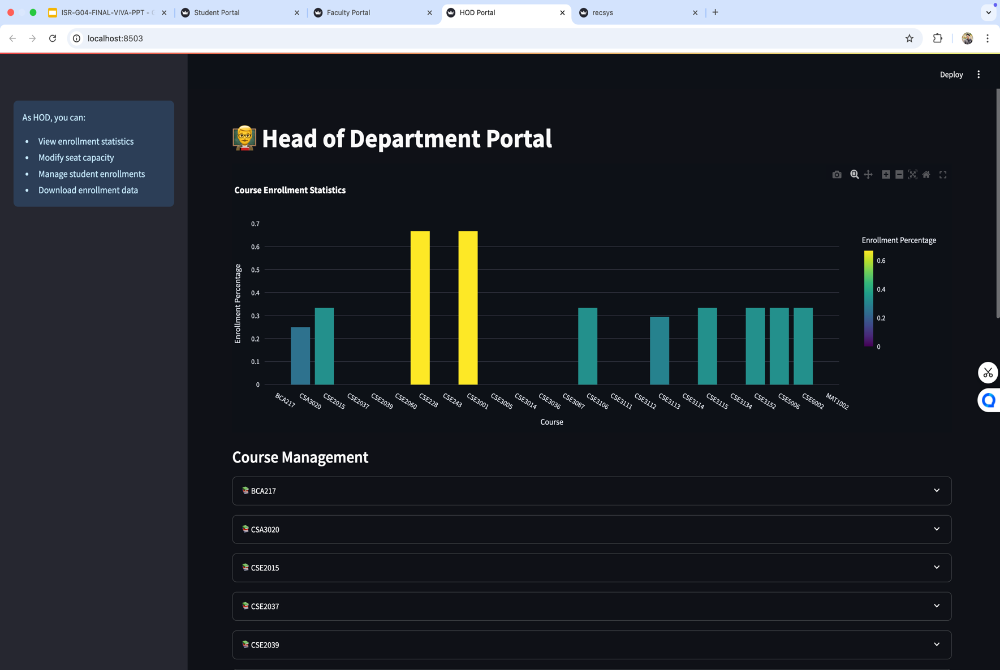 ISR-G04-FINAL-VIVA-PPT -
Student Portal
Faculty Portal
HOD Portal
recsys
localhost:8503
Deploy
As HOD, you can:
View enrollment statistics
Modify seat capacity
Manage student enrollments
Download enrollment data
Head of Department Portal
Course Enrollment Statistics
0.7
0.6
0.5
0.4
0.3
0.2
0.1
0
Enrollment Percentage
BCA217
CSA3020
CSE2015
CSE2037
CSE2039
CSE2060
CSE228
CSE243
CSE3001
CSE3005
CSE3014
CSE3036
CSE3087
CSE3106
CSE3111
CSE3112
CSE3113
CSE3114
CSE3115
CSE3134
CSE3152
CSE5006
CSE6002
MAT1002
Course
Enrollment Percentage
0.6
0.4
0.2
0
Course Management
BCA217
CSA3020
CSE2015
CSE2037
CSE2039